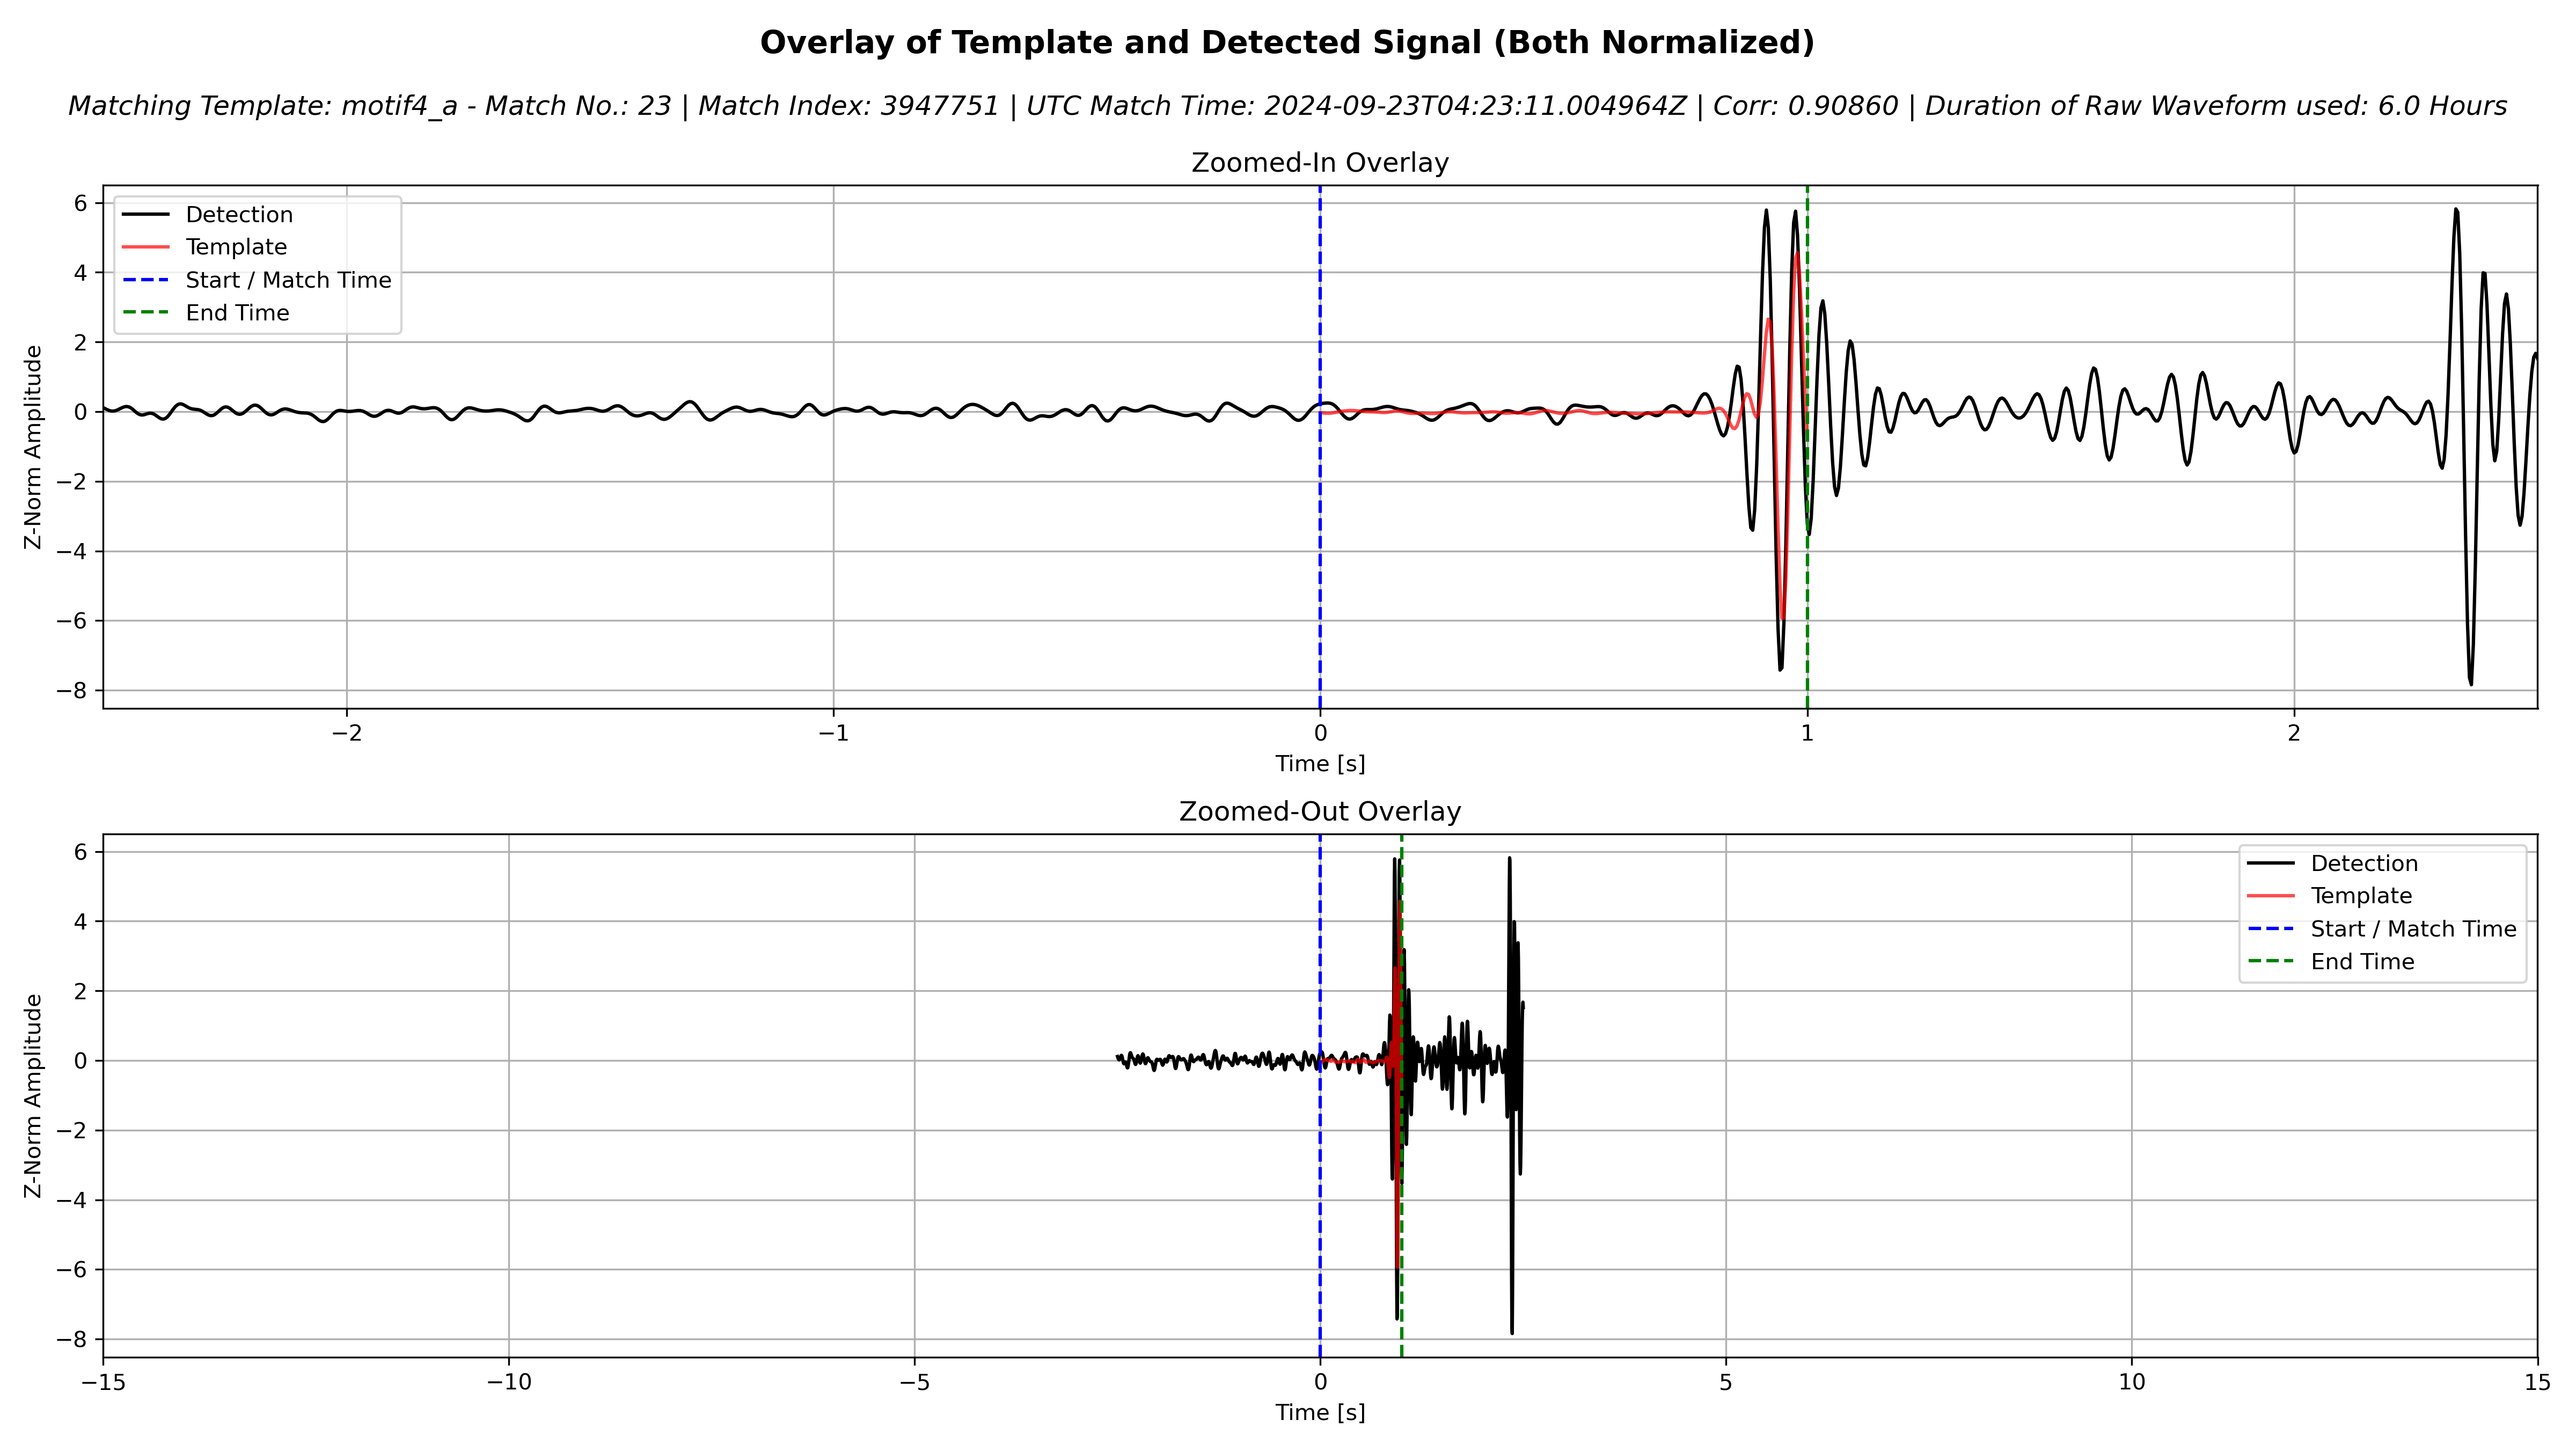 Overlay of Template and Detected Signal (Both Normalized)
Matching Template: motif4_a - Match No.: 23 | Match Index: 3947751 | UTC Match Time: 2024-09-23T04:23:11.004964Z | Corr: 0.90860 | Duration of Raw Waveform used: 6.0 Hours
Zoomed-In Overlay
Z-Norm Amplitude
6
4
2
0
−2
−4
−6
−8
Detection
Template
Start / Match Time
End Time
−2 −1 0 1 2
Time [s]
Zoomed-Out Overlay
Z-Norm Amplitude
6
4
2
0
−2
−4
−6
−8
Detection
Template
Start / Match Time
End Time
−15 −10 −5 0 5 10 15
Time [s]